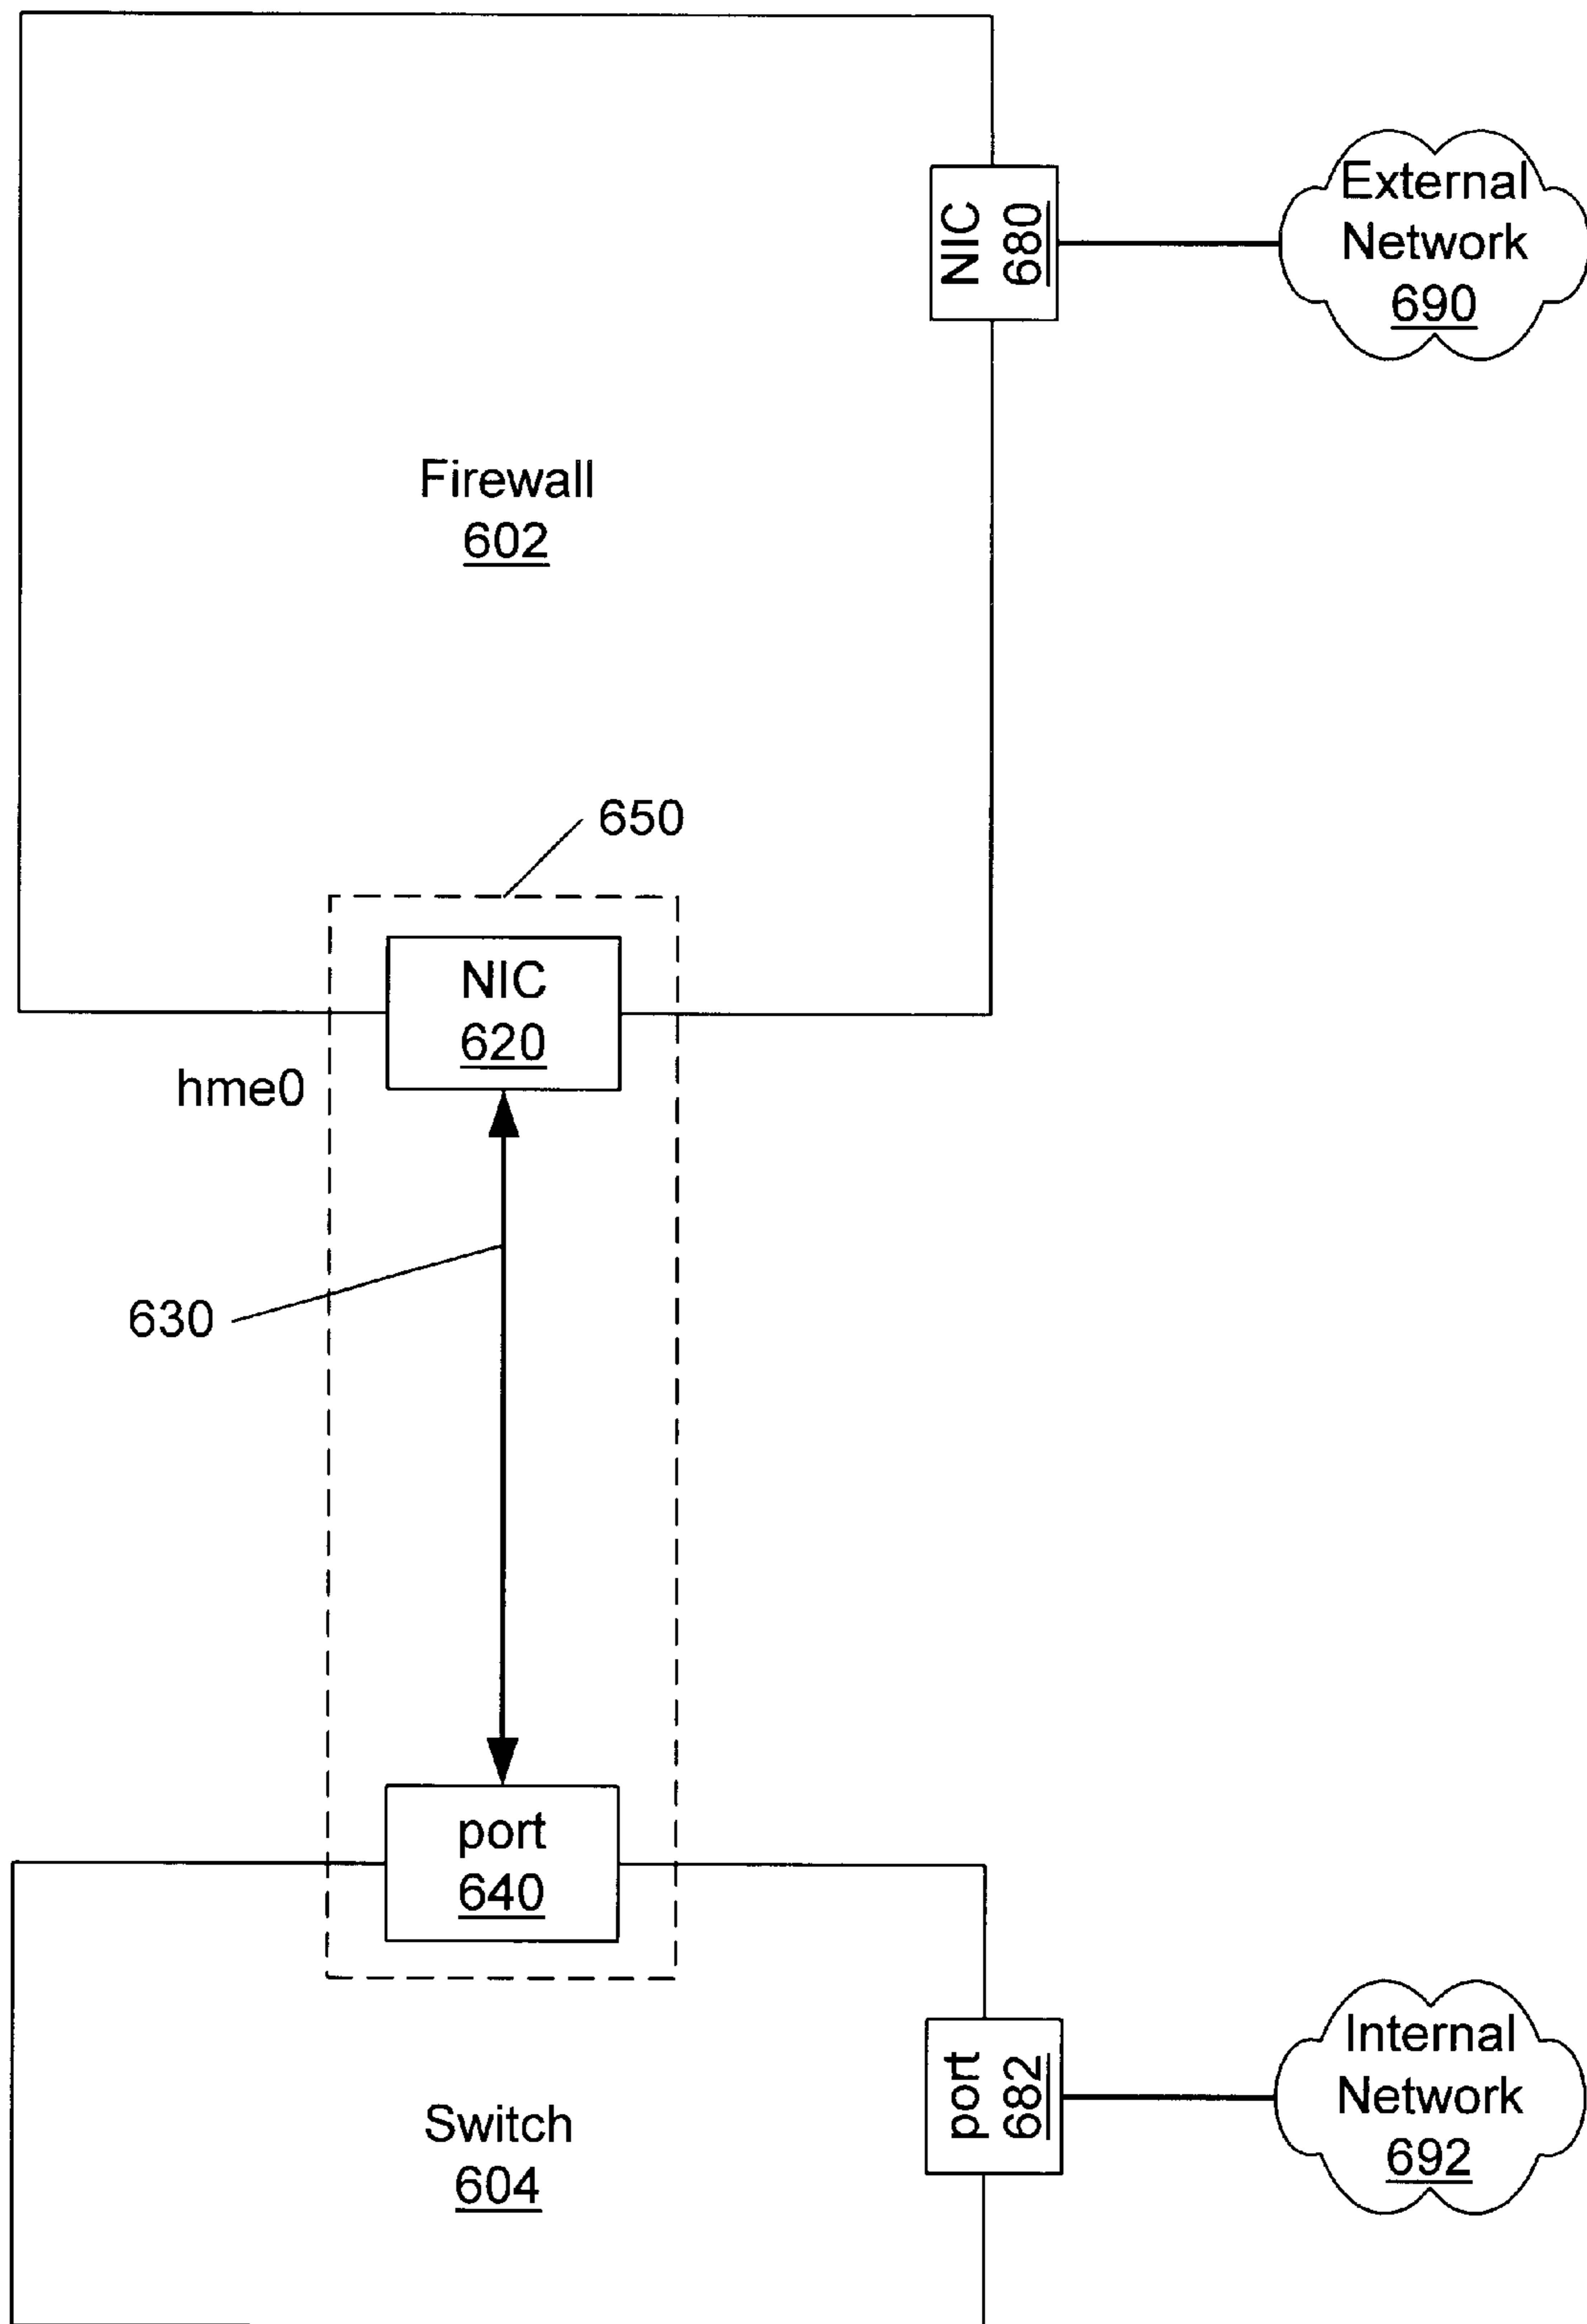 External
Network
690
NIC
680
Firewall
602
650
NIC
620
hme0
630
port
640
Internal
Network
692
port
682
Switch
604